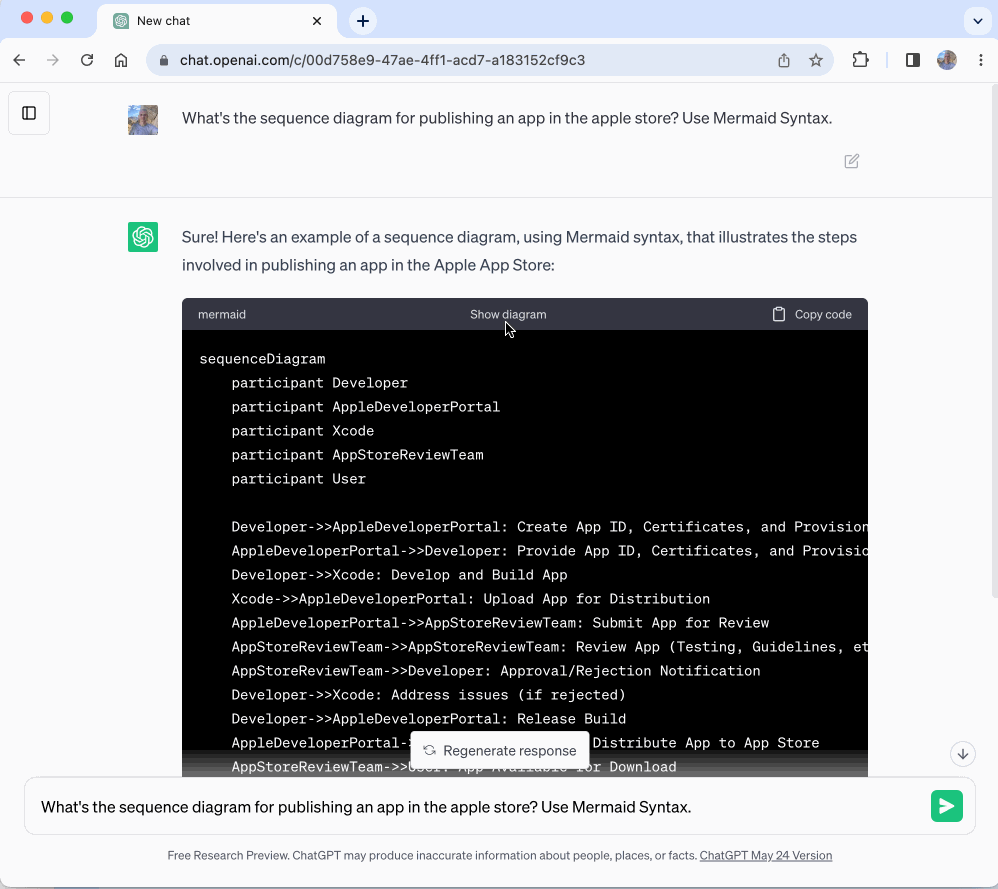 New chat
chat.openai.com/c/00d758e9-47ae-4ff1-acd7-a183152cf9c3
What's the sequence diagram for publishing an app in the apple store? Use Mermaid Syntax.
Sure! Here's an example of a sequence diagram, using Mermaid syntax, that illustrates the steps
involved in publishing an app in the Apple App Store:
mermaid Show diagram Copy code
sequenceDiagram
participant Developer
participant AppleDeveloperPortal
participant Xcode
participant AppStoreReviewTeam
participant User
Developer->>AppleDeveloperPortal: Create App ID, Certificates, and Provision
AppleDeveloperPortal->>Developer: Provide App ID, Certificates, and Provisio
Developer->>Xcode: Develop and Build App
Xcode->>AppleDeveloperPortal: Upload App for Distribution
AppleDeveloperPortal->>AppStoreReviewTeam: Submit App for Review
AppStoreReviewTeam->>AppStoreReviewTeam: Review App (Testing, Guidelines, et
AppStoreReviewTeam->>Developer: Approval/Rejection Notification
Developer->>Xcode: Address issues (if rejected)
Developer->>AppleDeveloperPortal: Release Build
AppleDeveloperPortal- Distribute App to App Store
Regenerate response
AppStoreReviewTeam->>User: App Available for Download
What's the sequence diagram for publishing an app in the apple store? Use Mermaid Syntax.
Free Research Preview. ChatGPT may produce inaccurate information about people, places, or facts. ChatGPT May 24 Version